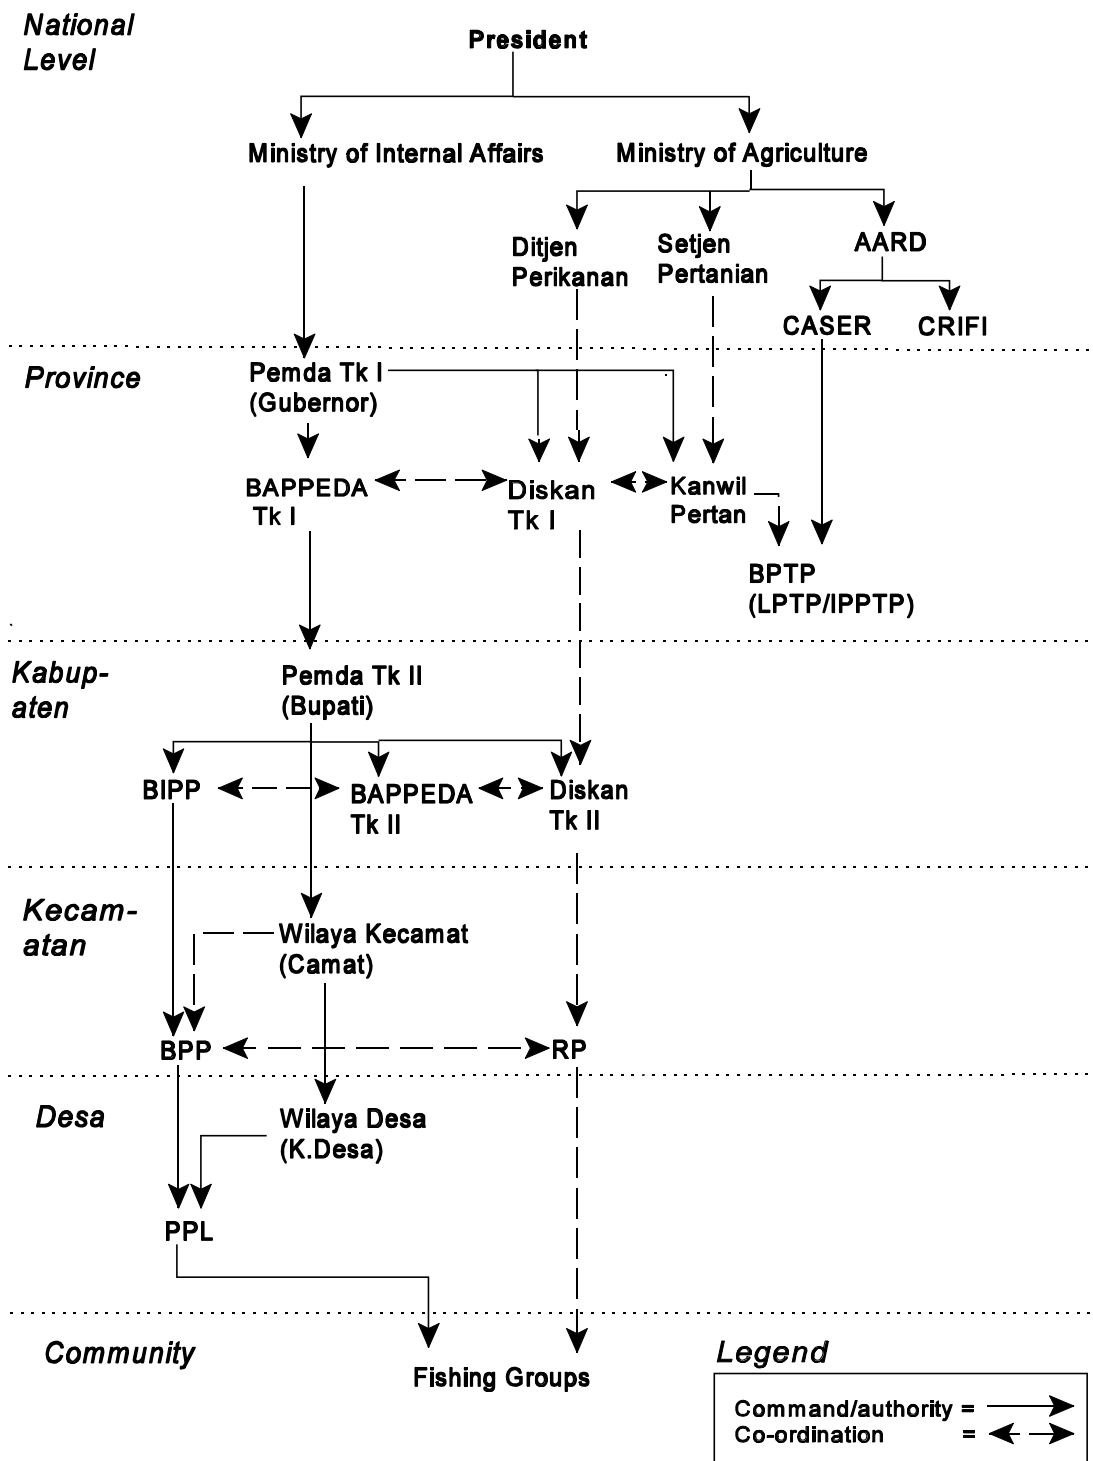 National
Level
President
Ministry of Internal Affairs
Ministry of Agriculture
Ditjen
Perikanan
Setjen
Pertanian
AARD
CASER
CRIFI
Province
Pemda Tk I
(Gubernor)
BAPPEDA
Tk I
Diskan
Tk I
Kanwil
Pertan
BPTP
(LPTP/IPPTP)
Kabup-
aten
Pemda Tk II
(Bupati)
BIPP
BAPPEDA
Tk II
Diskan
Tk II
Kecam-
atan
Wilaya Kecamat
(Camat)
BPP
RP
Desa
Wilaya Desa
(K.Desa)
PPL
Community
Fishing Groups
Legend
Command/authority =
Co-ordination =